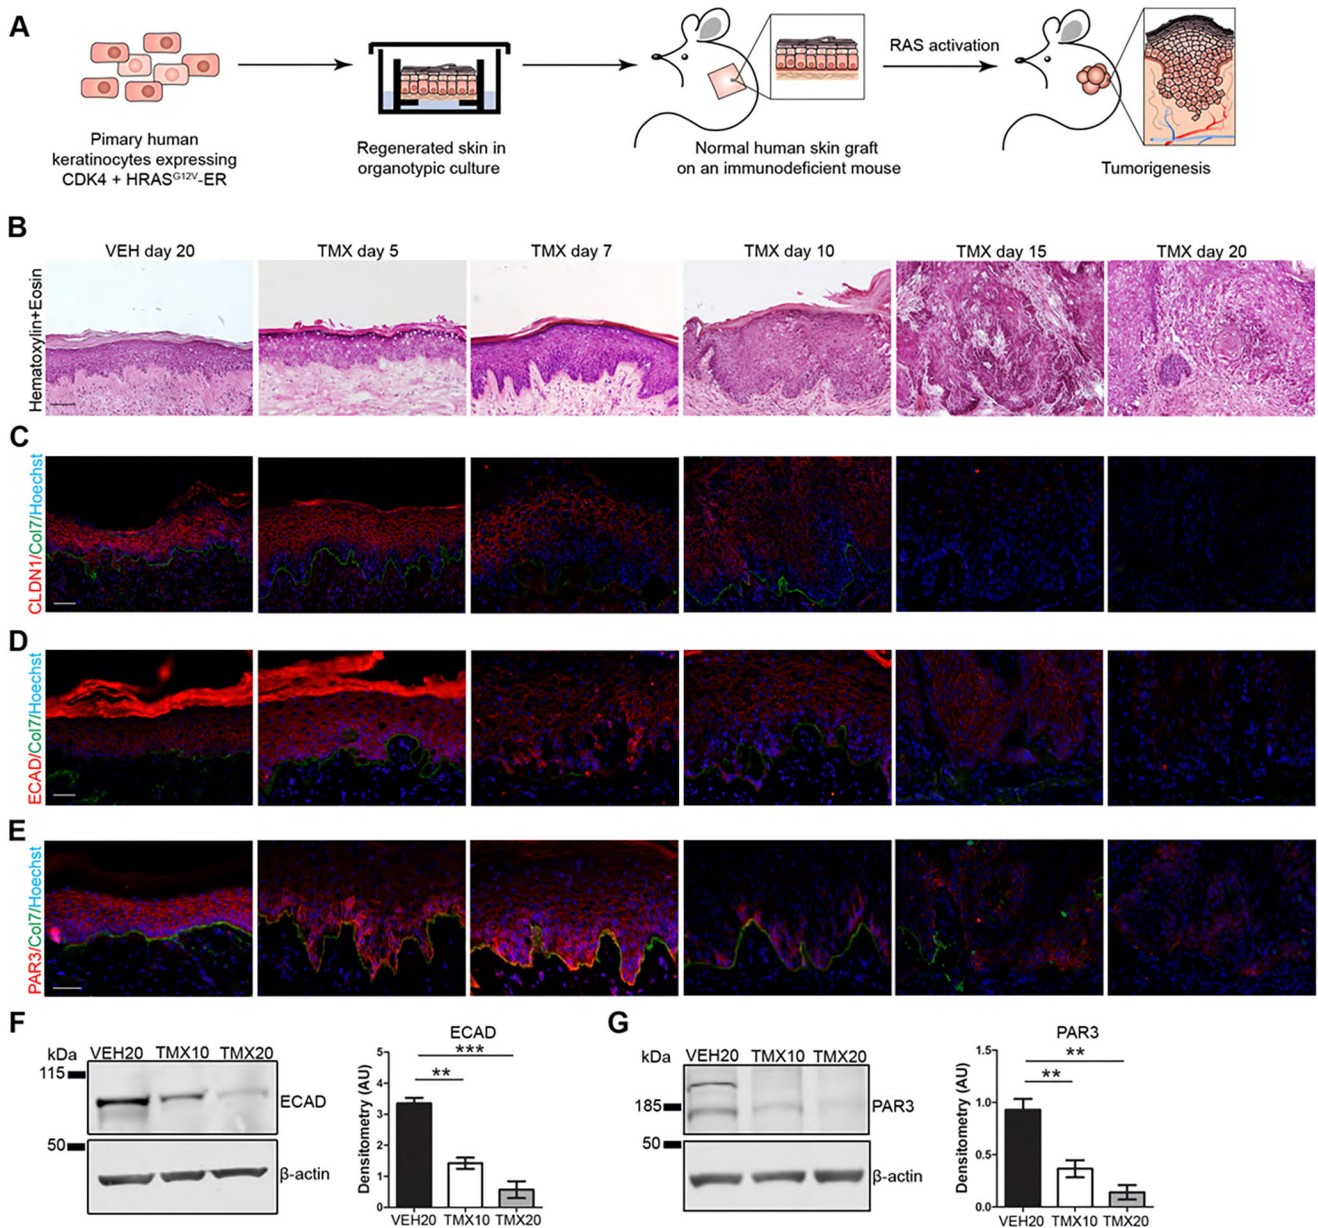 A
RAS activation
Pimary human
keratinocytes expressing
CDK4 + HRASG12V-ER
Regenerated skin in
organotypic culture
Normal human skin graft
on an immunodeficient mouse
Tumorigenesis
B
VEH day 20 TMX day 5 TMX day 7 TMX day 10 TMX day 15 TMX day 20
Hematoxylin+Eosin
C
CLDN1/Col7/Hoechst
D
ECAD/Col7/Hoechst
E
PAR3/Col7/Hoechst
F
kDa VEH20 TMX10 TMX20
115
ECAD
50
β-actin
ECAD
Densitometry (AU)
5
4
3
2
1
0
***
**
VEH20 TMX10 TMX20
G
kDa VEH20 TMX10 TMX20
185
PAR3
50
β-actin
PAR3
Densitometry (AU)
1.5
1.0
0.5
0.0
**
**
VEH20 TMX10 TMX20